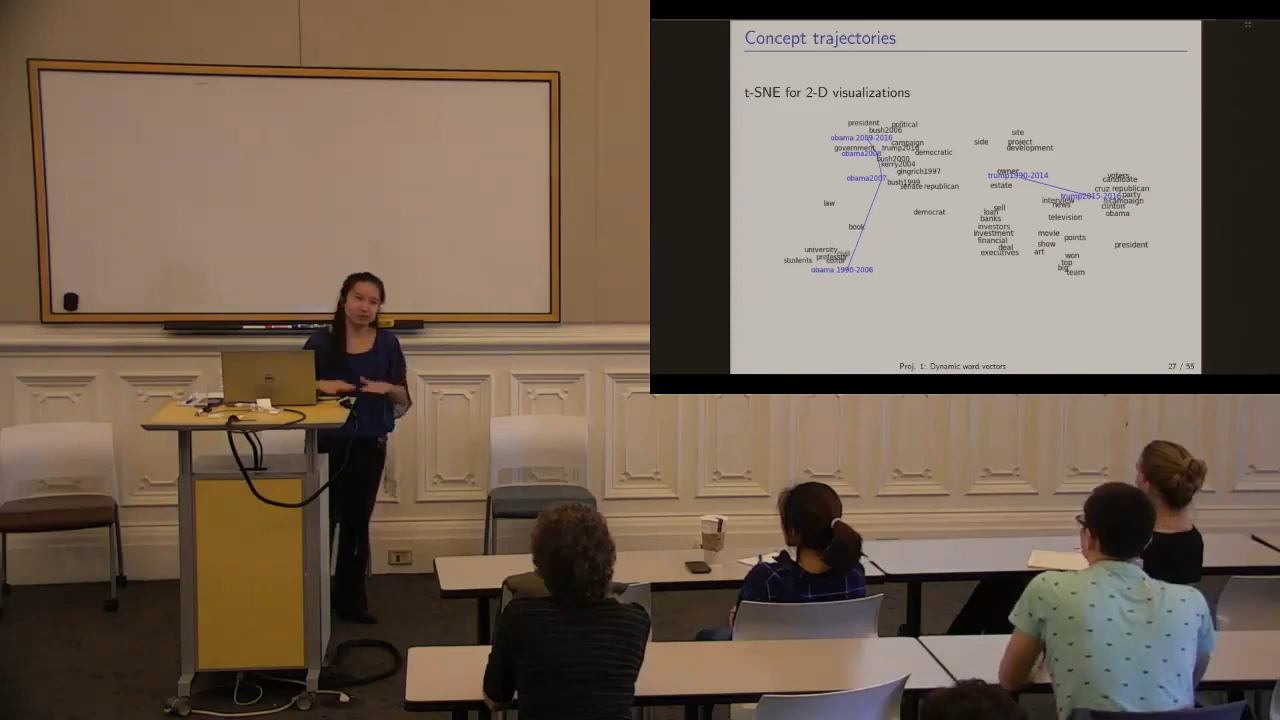 Concept trajectories
t-SNE for 2-D visualizations
president
political
bush2006
obama 2009-2016
campaign
government
trump2016
obama2008
democratic
bush2000
kerry2004
gingrich1997
obama2007
bush1999
senate
republican
law
democrat
book
university
students
obama 1990-2006
site
side
project
development
owner
trump1990-2014
estate
voters
candidate
cruz
republican
party
trump2015-2016
campaign
interview
news
clinton
obama
television
sell
loan
banks
investors
investment
financial
deal
executives
movie
show
art
points
president
won
top
big
team
Proj. 1: Dynamic word vectors
27 / 55